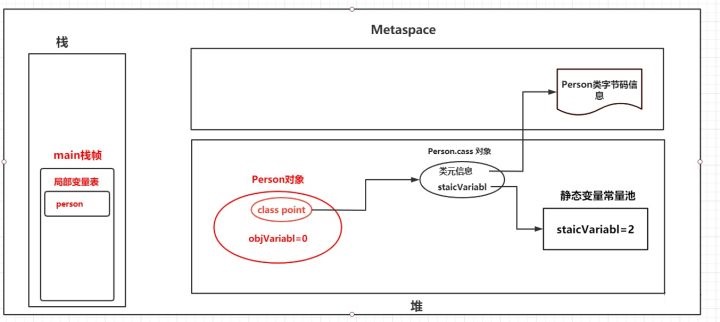 Metaspace
栈
Person类字节码信
息
main栈帧
局部变量表
person
Person.cass 对象
类元信息
staicVariabl
Person对象
class point
objVariabl=0
静态变量常量池
staicVariabl=2
堆